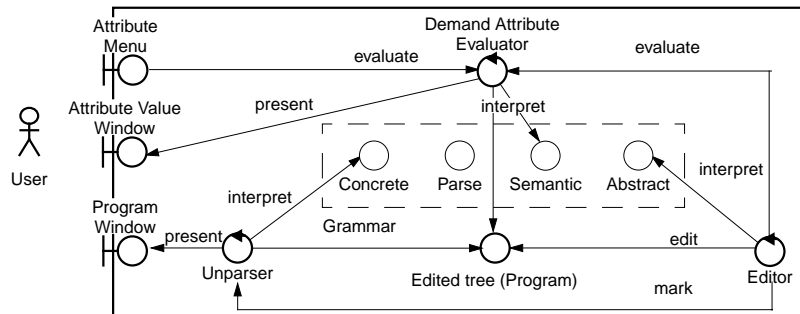 Attribute
Menu
Demand Attribute
Evaluator
evaluate
evaluate
Attribute Value
Window
present
interpret
User
Concrete
Parse
Semantic
Abstract
interpret
interpret
Program
Window
Grammar
present
edit
Unparser
Edited tree (Program)
Editor
mark